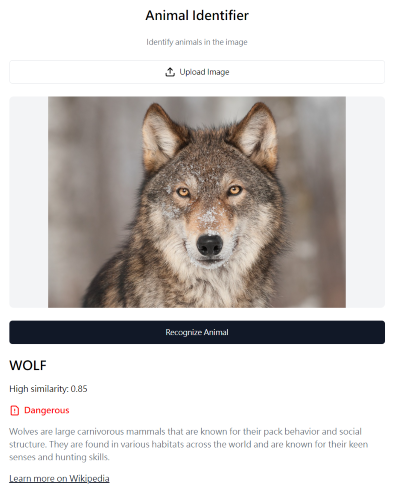 Animal Identifier
Identify animals in the image
Upload Image
Recognize Animal
WOLF
High similarity: 0.85
Dangerous
Wolves are large carnivorous mammals that are known for their pack behavior and social
structure. They are found in various habitats across the world and are known for their keen
senses and hunting skills.
Learn more on Wikipedia